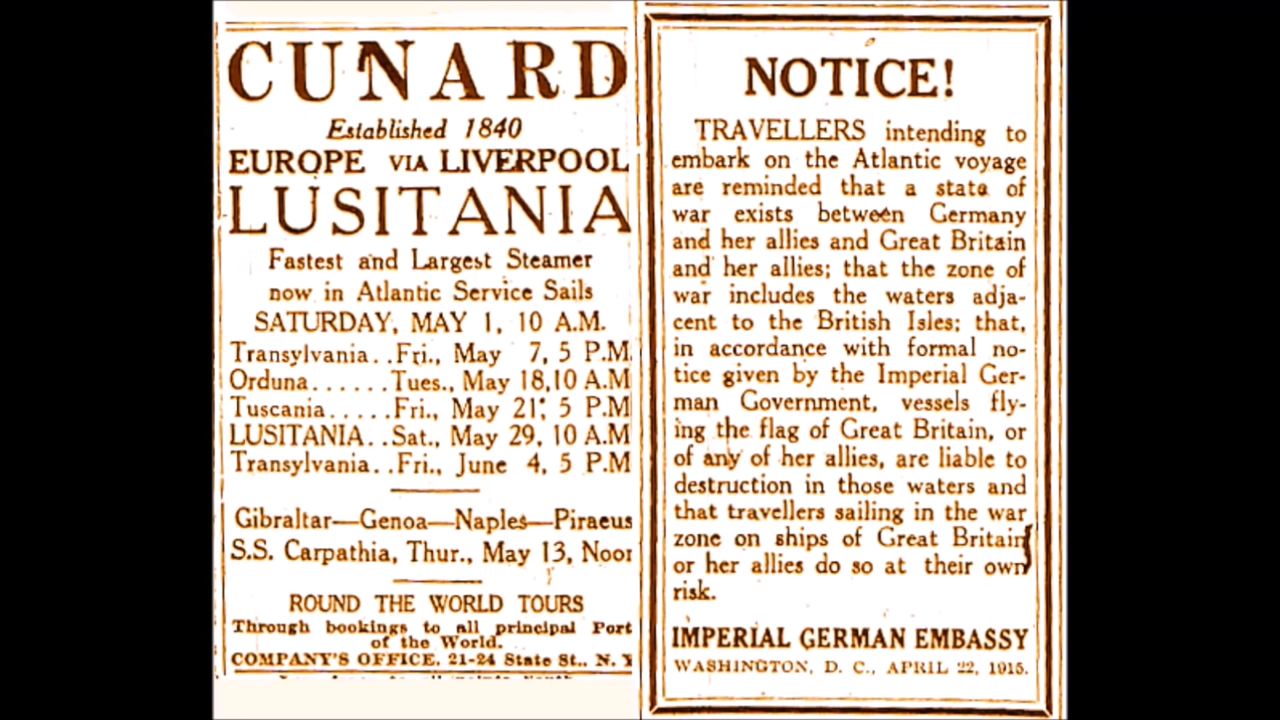 CUNARD
Established 1840
EUROPE VIA LIVERPOOL
LUSITANIA
Fastest and Largest Steamer
now in Atlantic Service Sails
SATURDAY, MAY 1, 10 A.M.
Transylvania..Fri., May 7, 5 P.M.
Orduna......Tues., May 18,10 A.M
Tuscania.....Fri., May 21, 5 P.M
LUSITANIA..Sat., May 29, 10 A.M
Transylvania..Fri., June 4, 5 P.M
Gibraltar—Genoa—Naples—Piraeus
S.S. Carpathia, Thur., May 13, Noon
ROUND THE WORLD TOURS
Through bookings to all principal Port
of the World.
COMPANY'S OFFICE, 21-24 State St., N. Y
NOTICE!
TRAVELLERS intending to
embark on the Atlantic voyage
are reminded that a state of
war exists between Germany
and her allies and Great Britain
and her allies; that the zone of
war includes the waters adja-
cent to the British Isles; that,
in accordance with formal no-
tice given by the Imperial Ger-
man Government, vessels fly-
ing the flag of Great Britain, or
of any of her allies, are liable to
destruction in those waters and
that travellers sailing in the war
zone on ships of Great Britain
or her allies do so at their own
risk.
IMPERIAL GERMAN EMBASSY
WASHINGTON, D. C., APRIL 22, 1915.